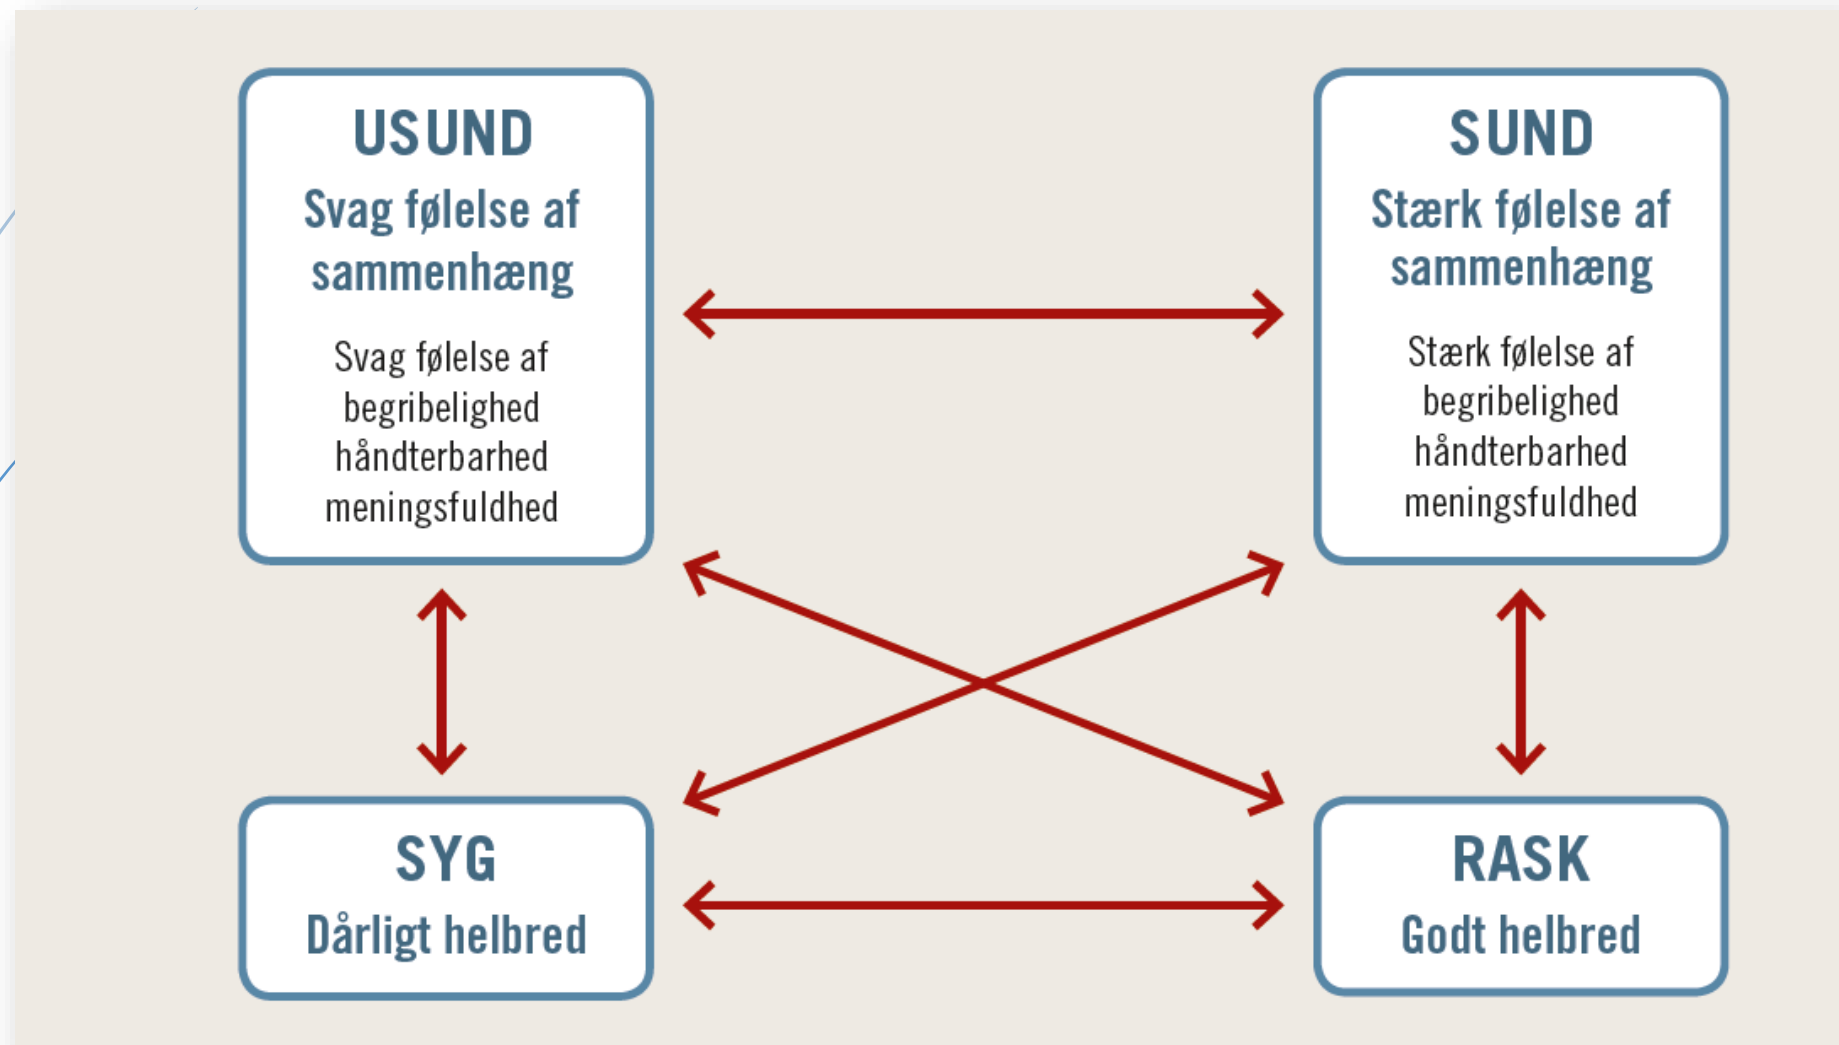 USUND
Svag følelse af
sammenhæng
Svag følelse af
begribelighed
håndterbarhed
meningsfuldhed
SUND
Stærk følelse af
sammenhæng
Stærk følelse af
begribelighed
håndterbarhed
meningsfuldhed
SYG
Dårligt helbred
RASK
Godt helbred